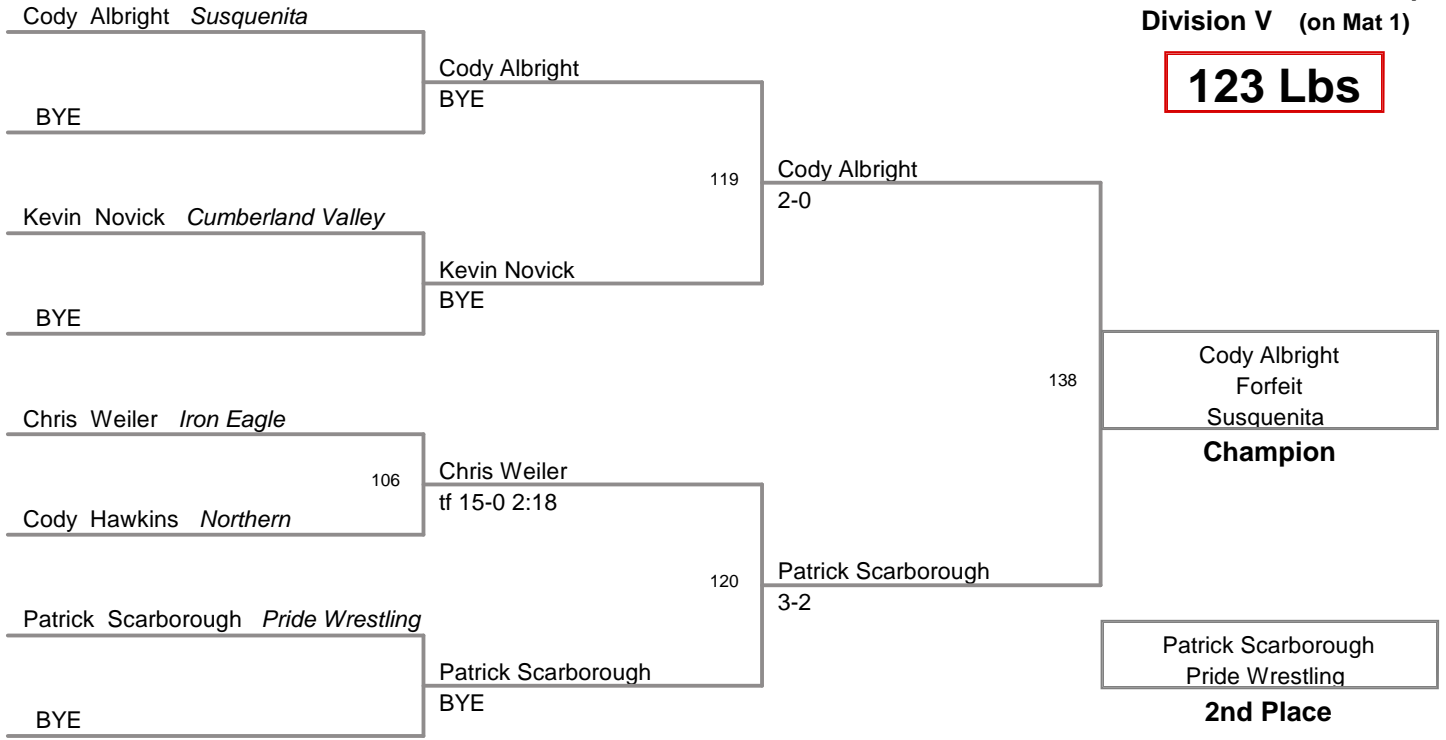 Cody Albright Susquenita
Division V (on Mat 1)
Cody Albright
123 Lbs
BYE
BYE
119
Cody Albright
2-0
Kevin Novick Cumberland Valley
Kevin Novick
BYE
BYE
Cody Albright
138
Forfeit
Susquenita
Chris Weiler Iron Eagle
Champion
106
Chris Weiler
tf 15-0 2:18
Cody Hawkins Northern
120
Patrick Scarborough
3-2
Patrick Scarborough Pride Wrestling
Patrick Scarborough
Pride Wrestling
Patrick Scarborough
BYE
2nd Place
BYE